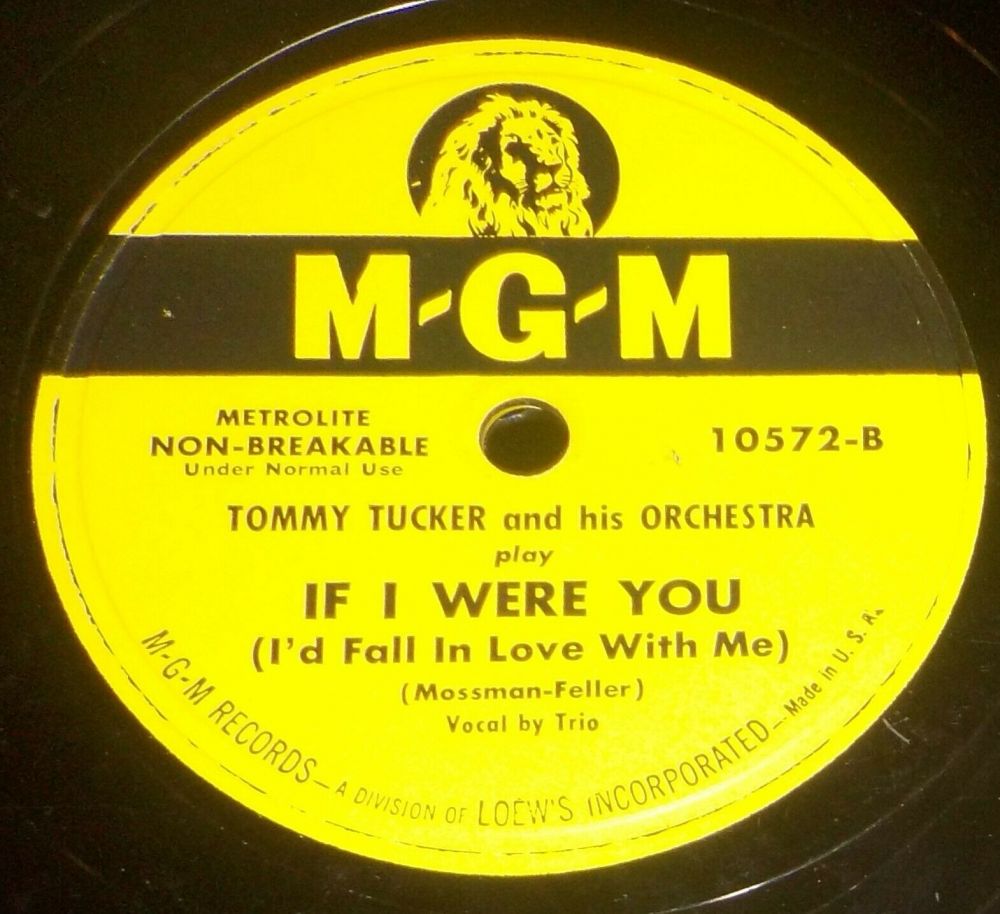 M-G-M
METROLITE
NON-BREAKABLE
Under Normal Use
10572-B
TOMMY TUCKER and his ORCHESTRA
play
IF I WERE YOU
(I'd Fall In Love With Me)
(Mossman-Feller)
Vocal by Trio
M-G-M RECORDS—A DIVISION OF LOEW'S INCORPORATED—Made in U. S. A.